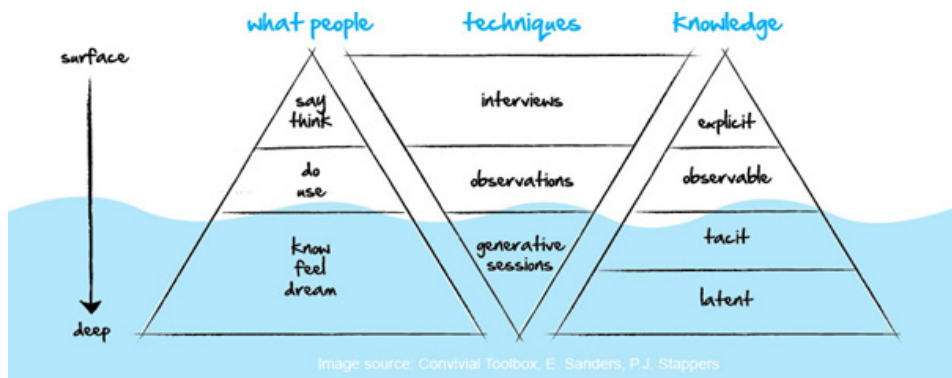 what people
techniques
knowledge
surface
say
think
interviews
explicit
do
use
observations
observable
know
feel
dream
generative
sessions
tacit
latent
deep
Image source: Convivial Toolbox, E. Sanders, P.J. Stappers